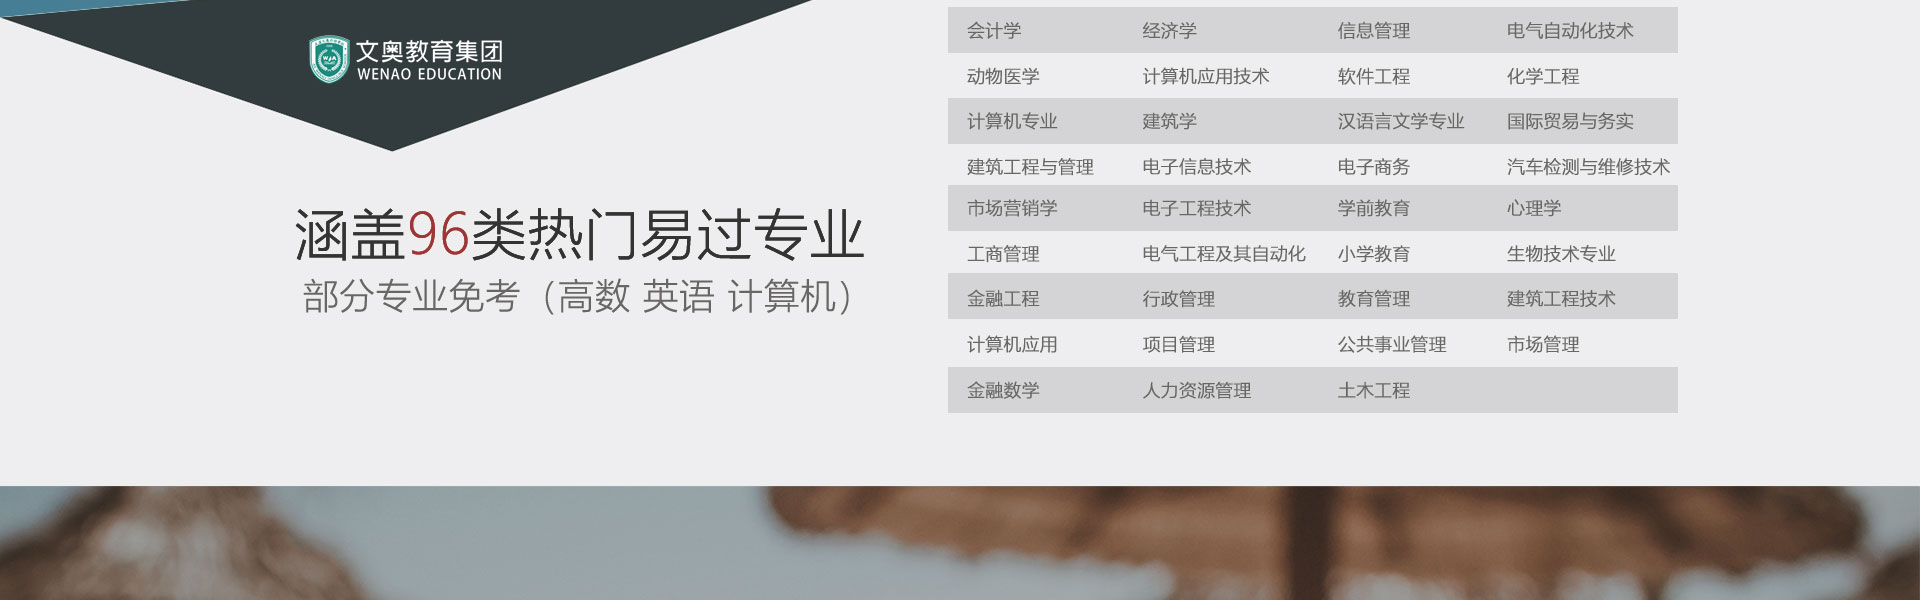 文奥教育集团
WENAO EDUCATION
涵盖96类热门易过专业
部分专业免考（高数 英语 计算机）
会计学 经济学 信息管理 电气自动化技术
动物医学 计算机应用技术 软件工程 化学工程
计算机专业 建筑学 汉语言文学专业 国际贸易与务实
建筑工程与管理 电子信息技术 电子商务 汽车检测与维修技术
市场营销学 电子工程技术 学前教育 心理学
工商管理 电气工程及其自动化 小学教育 生物技术专业
金融工程 行政管理 教育管理 建筑工程技术
计算机应用 项目管理 公共事业管理 市场管理
金融数学 人力资源管理 土木工程